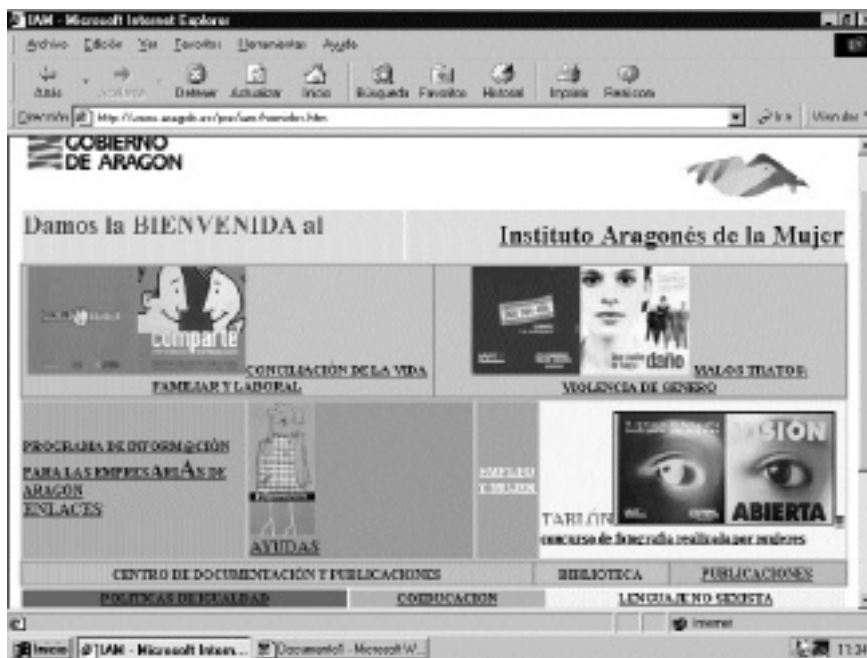 IAM - Microsoft Internet Explorer
Archivo Edición Ver Favoritos Herramientas Ayuda
Atrás Detener Actualizar Inicio Búsqueda Favoritos Historial Imprimir
Dirección
Ir a
GOBIERNO
DE ARAGON
Damos la BIENVENIDA al
Instituto Aragonés de la Mujer
comparte
daño
CONCILIACIÓN DE LA VIDA
FAMILIAR Y LABORAL
MALOS TRATOS:
VIOLENCIA DE GENERO
PROGRAMA DE INFORM@CIÓN
PARA LAS EMPRESARIAS DE
ARAGON
ENLACES
AYUDAS
EMPLEO
Y MUJER
VISIÓN
ABIERTA
TABLÓN
concurso de fotografía realizada por mujeres
CENTRO DE DOCUMENTACIÓN Y PUBLICACIONES
BIBLIOTECA
PUBLICACIONES
POLITICAS DE IGUALDAD
COEDUCACION
LENGUAJE NO SEXISTA
Internet
Inicio
IAM - Microsoft Intern...
Documento1 - Microsoft W...